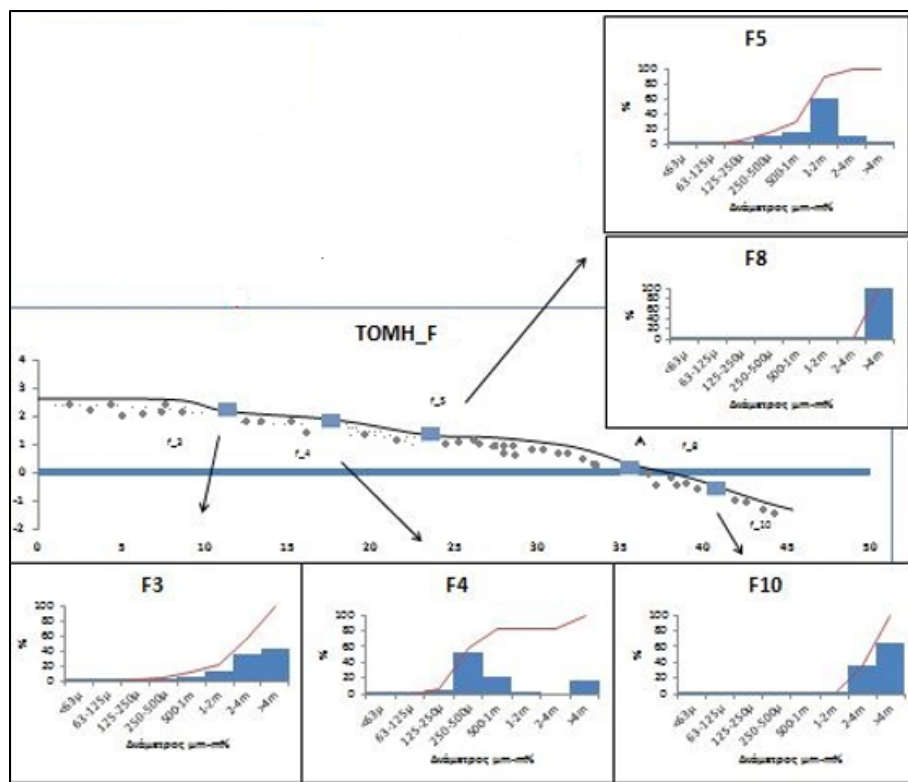 F5
100
80
60
40
20
0
%
<63μ
63-125μ
125-250μ
250-500μ
500-1m
1-2m
2-4m
>4m
Διάμετρος μm-m%
F8
100
80
60
40
20
0
%
<63μ
63-125μ
125-250μ
250-500μ
500-1m
1-2m
2-4m
>4m
Διάμετρος μm-m%
ΤΟΜΗ_F
4
3
2
1
0
-1
-2
f_3
f_4
f_5
A
f_8
f_10
0 5 10 15 20 25 30 35 40 45 50
F3
100
80
60
40
20
0
%
<63μ
63-125μ
125-250μ
250-500μ
500-1m
1-2m
2-4m
>4m
Διάμετρος μm-m%
F4
100
80
60
40
20
0
%
<63μ
63-125μ
125-250μ
250-500μ
500-1m
1-2m
2-4m
>4m
Διάμετρος μm-m%
F10
100
80
60
40
20
0
%
<63μ
63-125μ
125-250μ
250-500μ
500-1m
1-2m
2-4m
>4m
Διάμετρος μm-m%